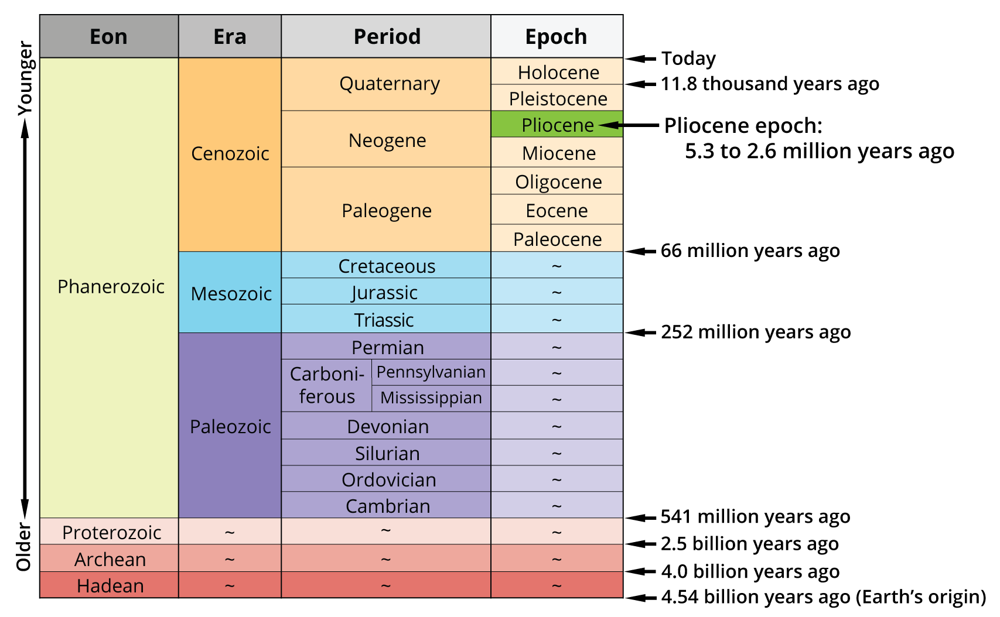 Eon
Era
Period
Epoch
Younger
Older
Phanerozoic
Cenozoic
Quaternary
Holocene
Pleistocene
Neogene
Pliocene
Miocene
Paleogene
Oligocene
Eocene
Paleocene
Mesozoic
Cretaceous
~
Jurassic
~
Triassic
~
Paleozoic
Permian
~
Carboni-
ferous
Pennsylvanian
~
Mississippian
~
Devonian
~
Silurian
~
Ordovician
~
Cambrian
~
Proterozoic
~
~
~
Archean
~
~
~
Hadean
~
~
~
Today
11.8 thousand years ago
Pliocene epoch:
5.3 to 2.6 million years ago
66 million years ago
252 million years ago
541 million years ago
2.5 billion years ago
4.0 billion years ago
4.54 billion years ago (Earth's origin)